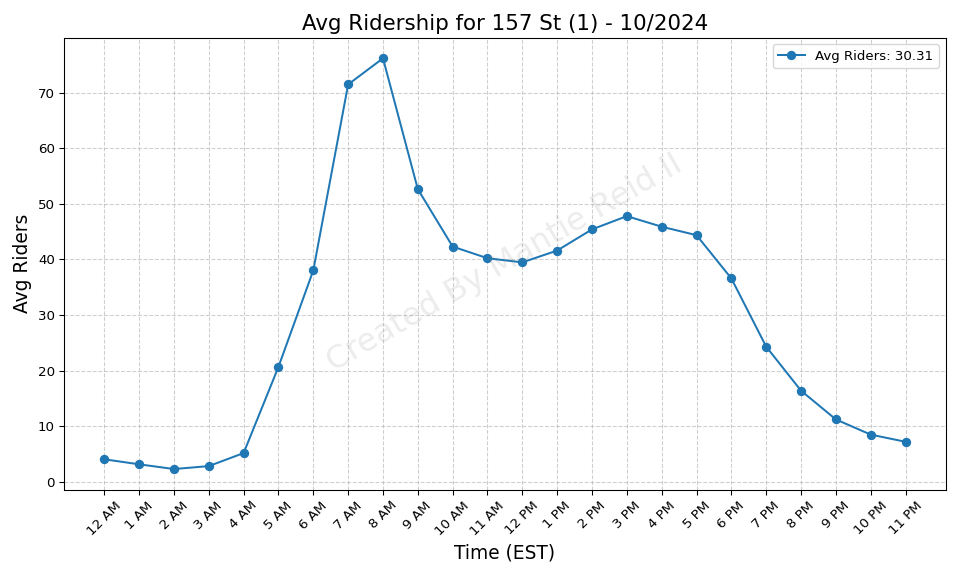 Avg Ridership for 157 St (1) - 10/2024
Avg Riders: 30.31
Avg Riders
70
60
50
40
30
20
10
0
Created By Mantie Reid II
12 AM
1 AM
2 AM
3 AM
4 AM
5 AM
6 AM
7 AM
8 AM
9 AM
10 AM
11 AM
12 PM
1 PM
2 PM
3 PM
4 PM
5 PM
6 PM
7 PM
8 PM
9 PM
10 PM
11 PM
Time (EST)